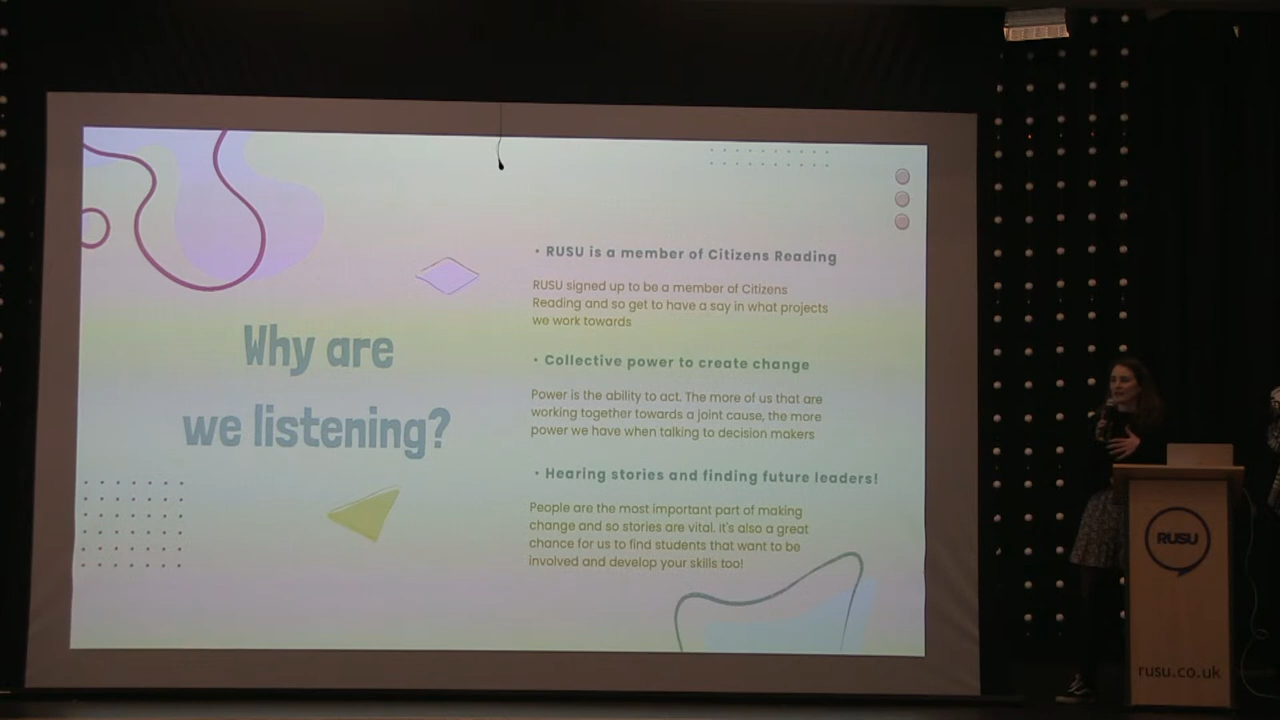 Why are
we listening?
• RUSU is a member of Citizens Reading
RUSU signed up to be a member of Citizens
Reading and so get to have a say in what projects
we work towards
• Collective power to create change
Power is the ability to act. The more of us that are
working together towards a joint cause, the more
power we have when talking to decision makers
• Hearing stories and finding future leaders!
People are the most important part of making
change and so stories are vital. It's also a great
chance for us to find students that want to be
involved and develop your skills too!
RUSU
rusu.co.uk